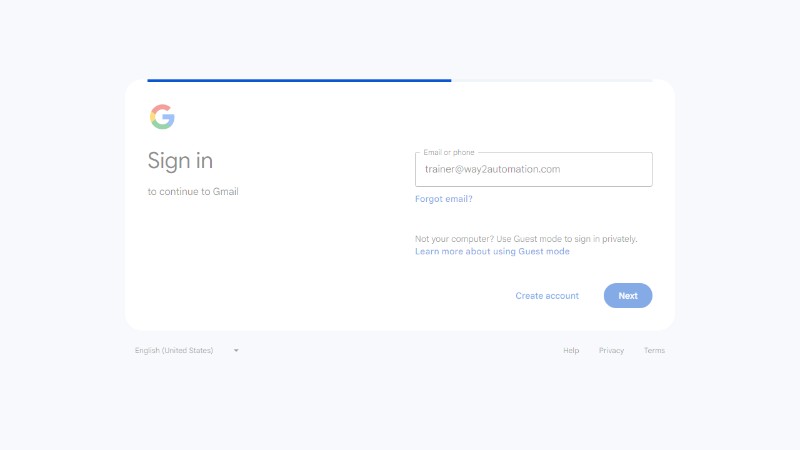 Sign in
to continue to Gmail
Email or phone
trainer@way2automation.com
Forgot email?
Not your computer? Use Guest mode to sign in privately.
Learn more about using Guest mode
Create account
Next
English (United States)
Help
Privacy
Terms